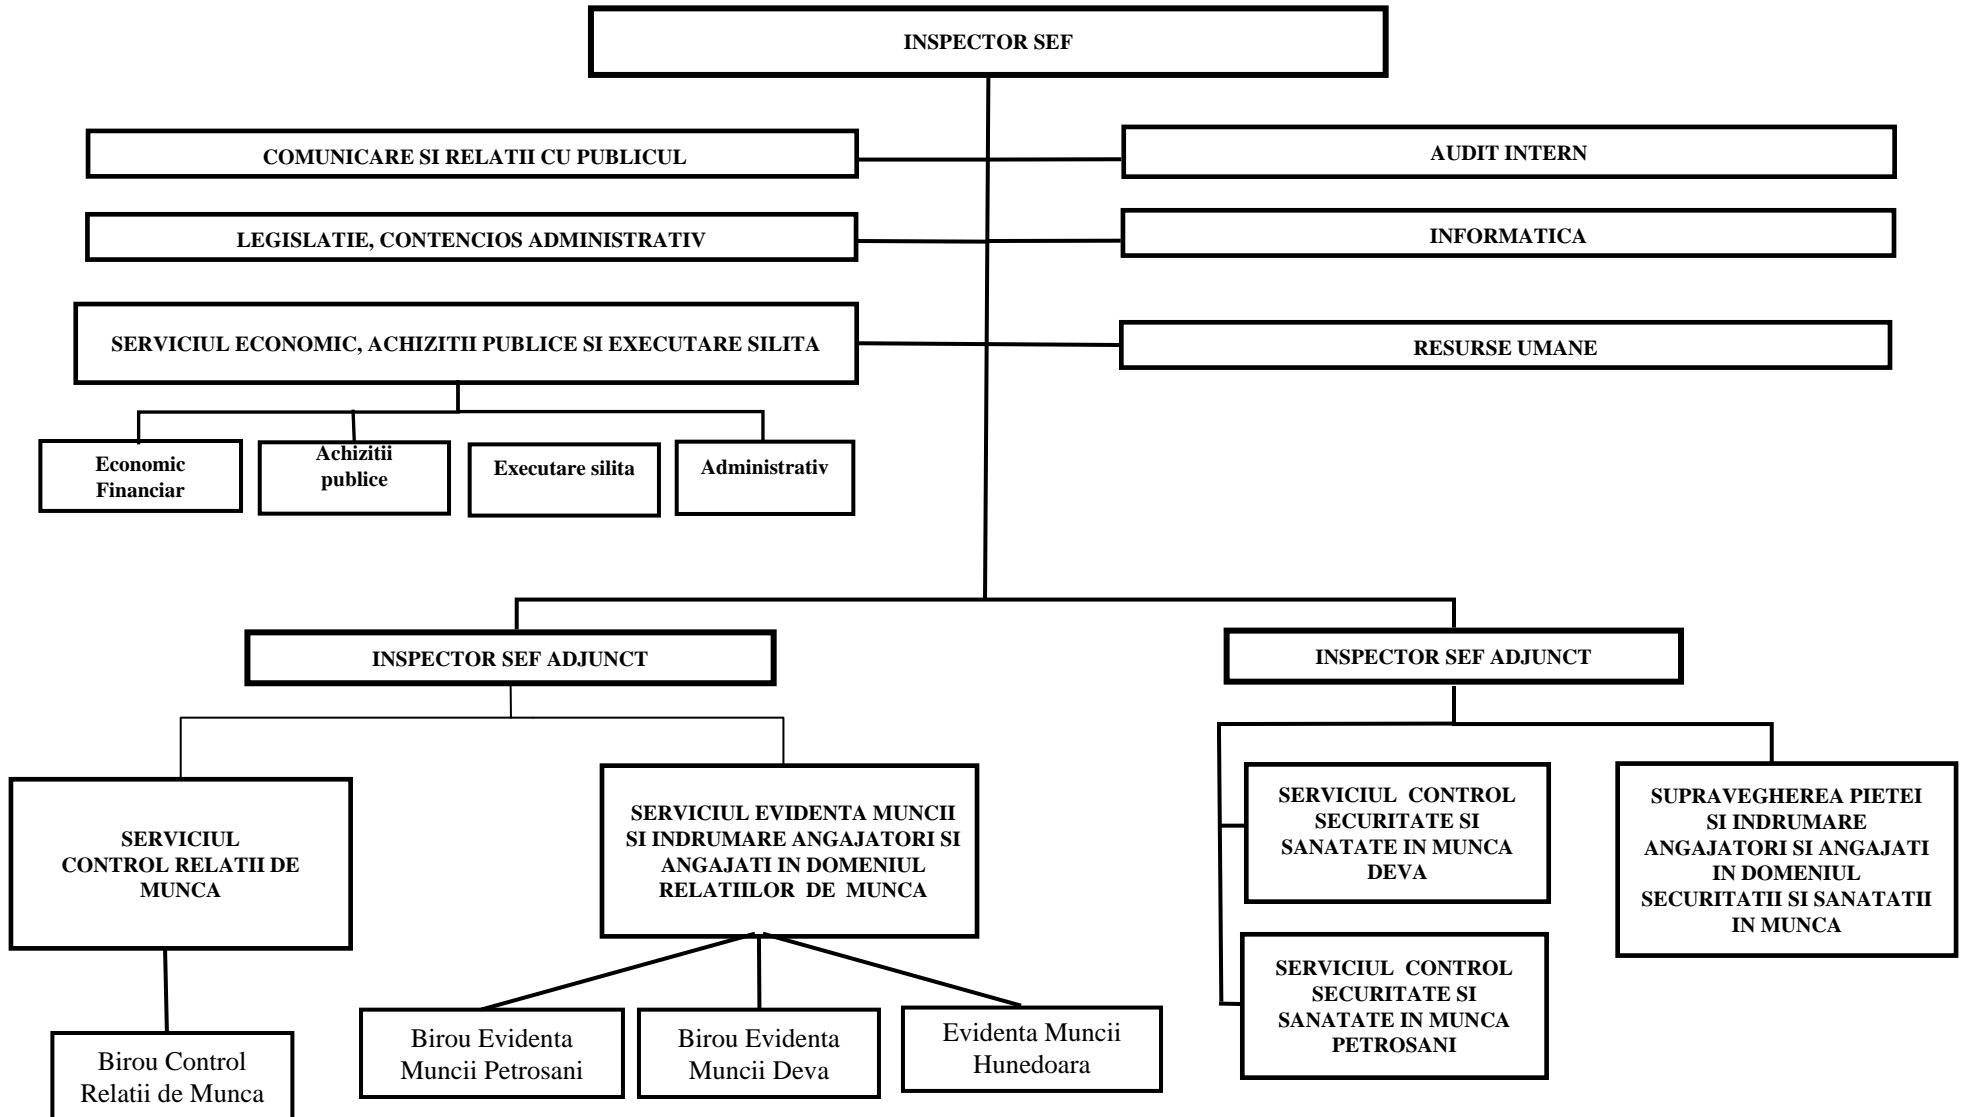 INSPECTOR SEF
COMUNICARE SI RELATII CU PUBLICUL
AUDIT INTERN
LEGISLATIE, CONTENCIOS ADMINISTRATIV
INFORMATICA
SERVICIUL ECONOMIC, ACHIZITII PUBLICE SI EXECUTARE SILITA
RESURSE UMANE
Economic
Financiar
Achizitii
publice
Executare silita
Administrativ
INSPECTOR SEF ADJUNCT
INSPECTOR SEF ADJUNCT
SERVICIUL
CONTROL RELATII DE
MUNCA
SERVICIUL EVIDENTA MUNCII
SI INDRUMARE ANGAJATORI SI
ANGAJATI IN DOMENIUL
RELATIILOR DE MUNCA
SERVICIUL CONTROL
SECURITATE SI
SANATATE IN MUNCA
DEVA
SUPRAVEGHEREA PIETEI
SI INDRUMARE
ANGAJATORI SI ANGAJATI
IN DOMENIUL
SECURITATII SI SANATATII
IN MUNCA
SERVICIUL CONTROL
SECURITATE SI
SANATATE IN MUNCA
PETROSANI
Birou Control
Relatii de Munca
Birou Evidenta
Muncii Petrosani
Birou Evidenta
Muncii Deva
Evidenta Muncii
Hunedoara